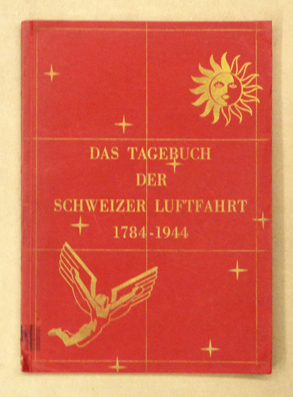 DAS TAGEBUCH
DER
SCHWEIZER LUFTFAHRT
1784-1944